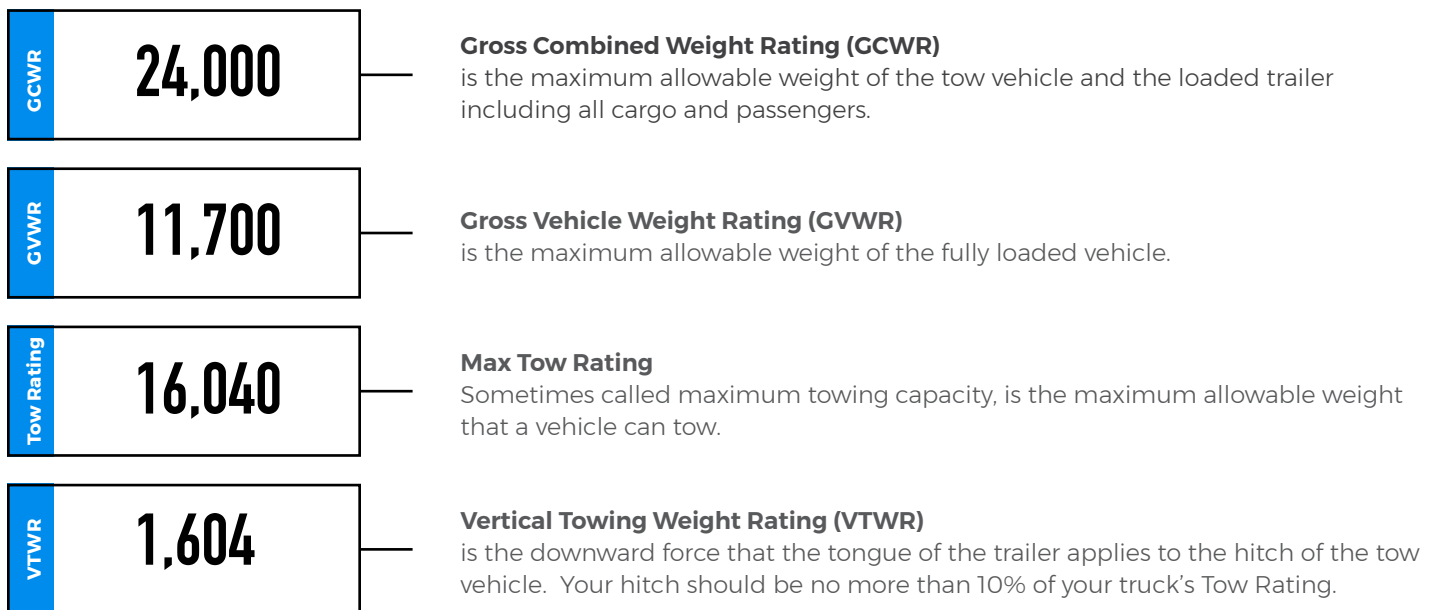 GCWR
24,000
Gross Combined Weight Rating (GCWR)
is the maximum allowable weight of the tow vehicle and the loaded trailer
including all cargo and passengers.
GVWR
11,700
Gross Vehicle Weight Rating (GVWR)
is the maximum allowable weight of the fully loaded vehicle.
Tow Rating
16,040
Max Tow Rating
Sometimes called maximum towing capacity, is the maximum allowable weight
that a vehicle can tow.
VTWR
1,604
Vertical Towing Weight Rating (VTWR)
is the downward force that the tongue of the trailer applies to the hitch of the tow
vehicle.  Your hitch should be no more than 10% of your truck's Tow Rating.